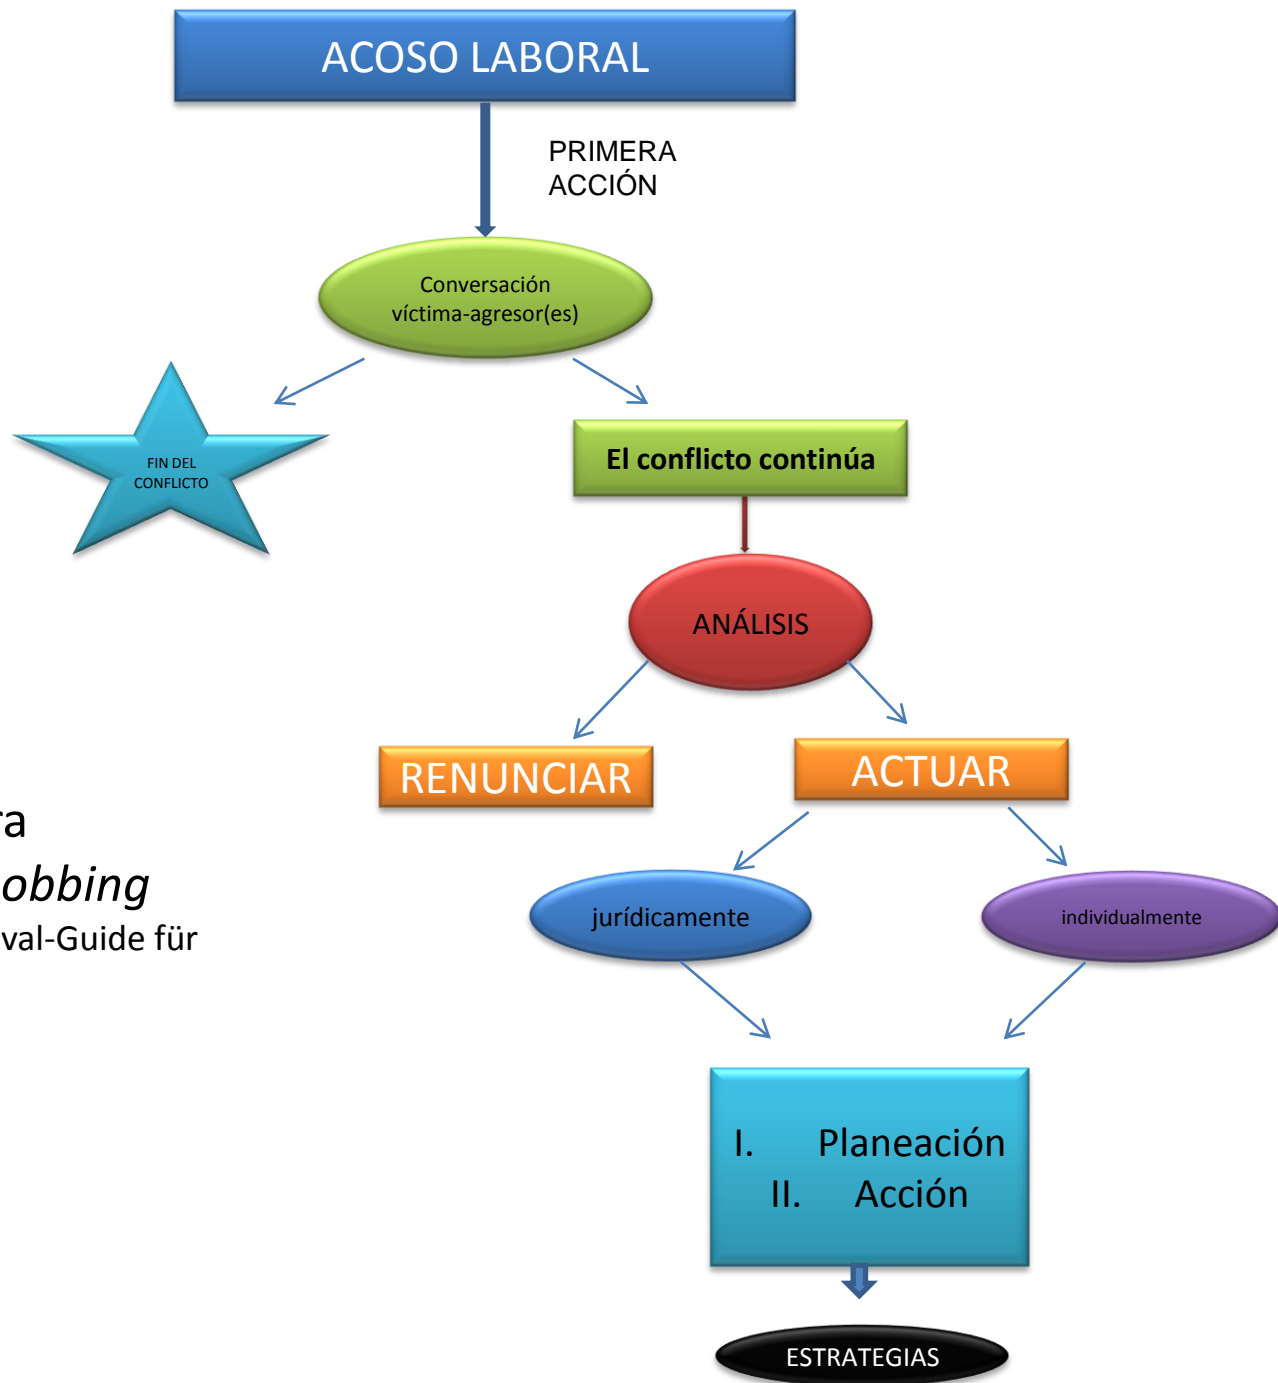 ACOSO LABORAL
PRIMERA
ACCIÓN
Conversación
víctima-agresor(es)
FIN DEL
CONFLICTO
El conflicto continúa
ANÁLISIS
RENUNCIAR
ACTUAR
ra
obbing
val-Guide für
jurídicamente
individualmente
I. Planeación
II. Acción
ESTRATEGIAS